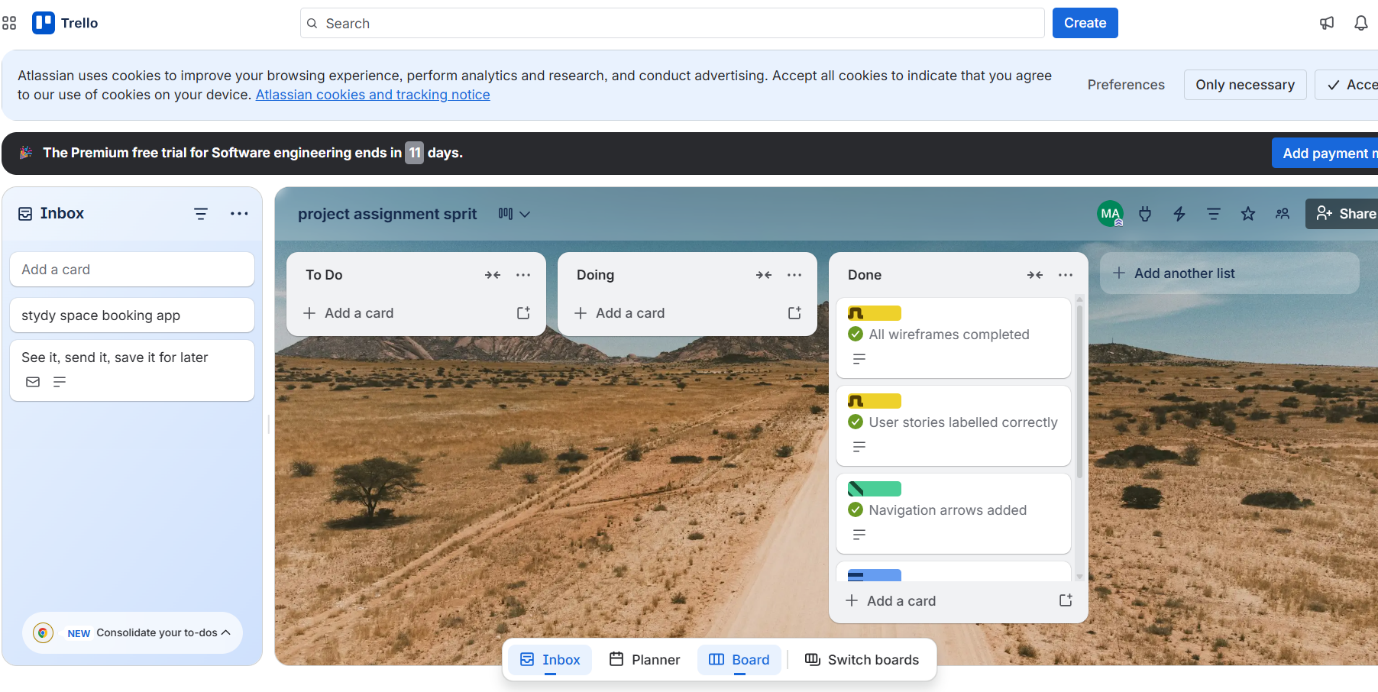 Trello
Search
Create
Atlassian uses cookies to improve your browsing experience, perform analytics and research, and conduct advertising. Accept all cookies to indicate that you agree
to our use of cookies on your device. Atlassian cookies and tracking notice
Preferences
Only necessary
Acce
The Premium free trial for Software engineering ends in 11 days.
Add payment m
Inbox
Add a card
stydy space booking app
See it, send it, save it for later
NEW Consolidate your to-dos
project assignment sprit
MA
Share
To Do
Add a card
Doing
Add a card
Done
All wireframes completed
User stories labelled correctly
Navigation arrows added
Add a card
Add another list
Inbox
Planner
Board
Switch boards